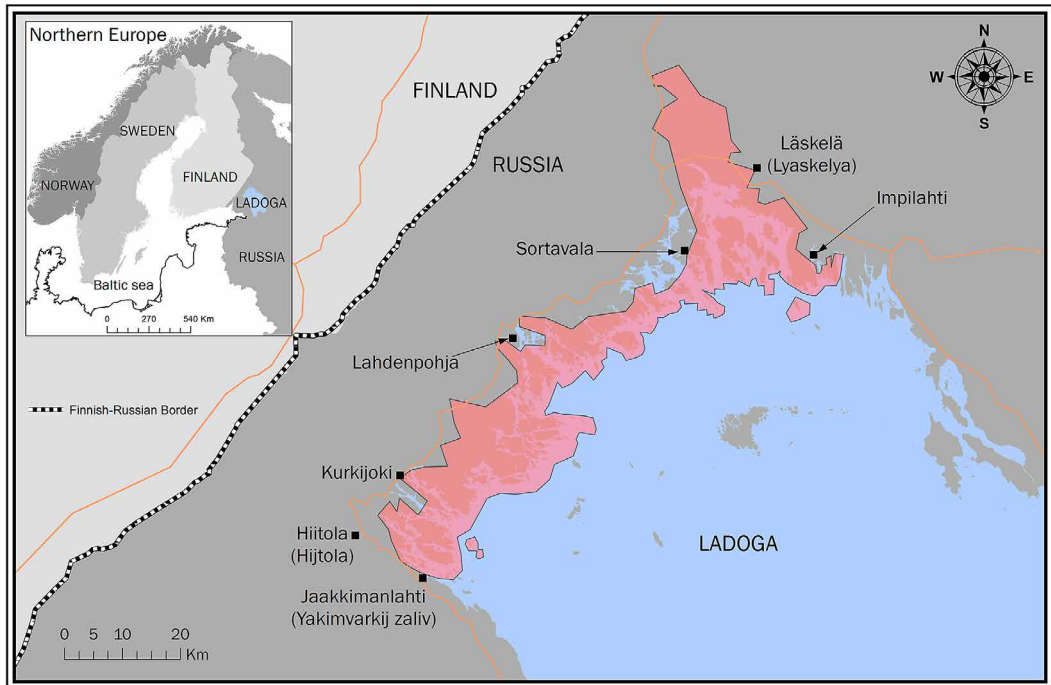 Northern Europe
SWEDEN
NORWAY
FINLAND
LADOGA
RUSSIA
Baltic sea
0 270 540 Km
FINLAND
RUSSIA
N
W E
S
Läskelä
(Lyaskelya)
Impilahti
Sortavala
Lahdenpohja
Finnish-Russian Border
Kurkijoki
Hiitola
(Hijtola)
LADOGA
Jaakkimanlahti
(Yakimvarkij zaliv)
0 5 10 20
Km